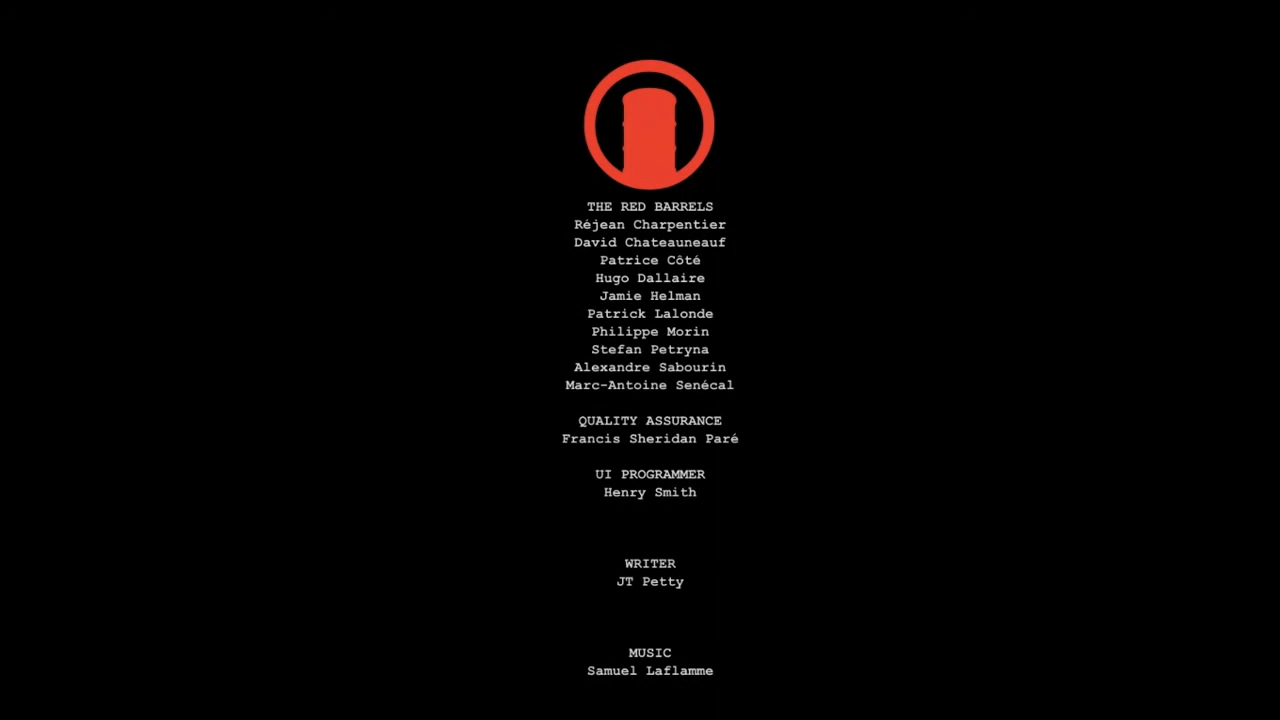 THE RED BARRELS
Réjean Charpentier
David Chateauneuf
Patrice Côté
Hugo Dallaire
Jamie Helman
Patrick Lalonde
Philippe Morin
Stefan Petryna
Alexandre Sabourin
Marc-Antoine Senécal
QUALITY ASSURANCE
Francis Sheridan Paré
UI PROGRAMMER
Henry Smith
WRITER
JT Petty
MUSIC
Samuel Laflamme